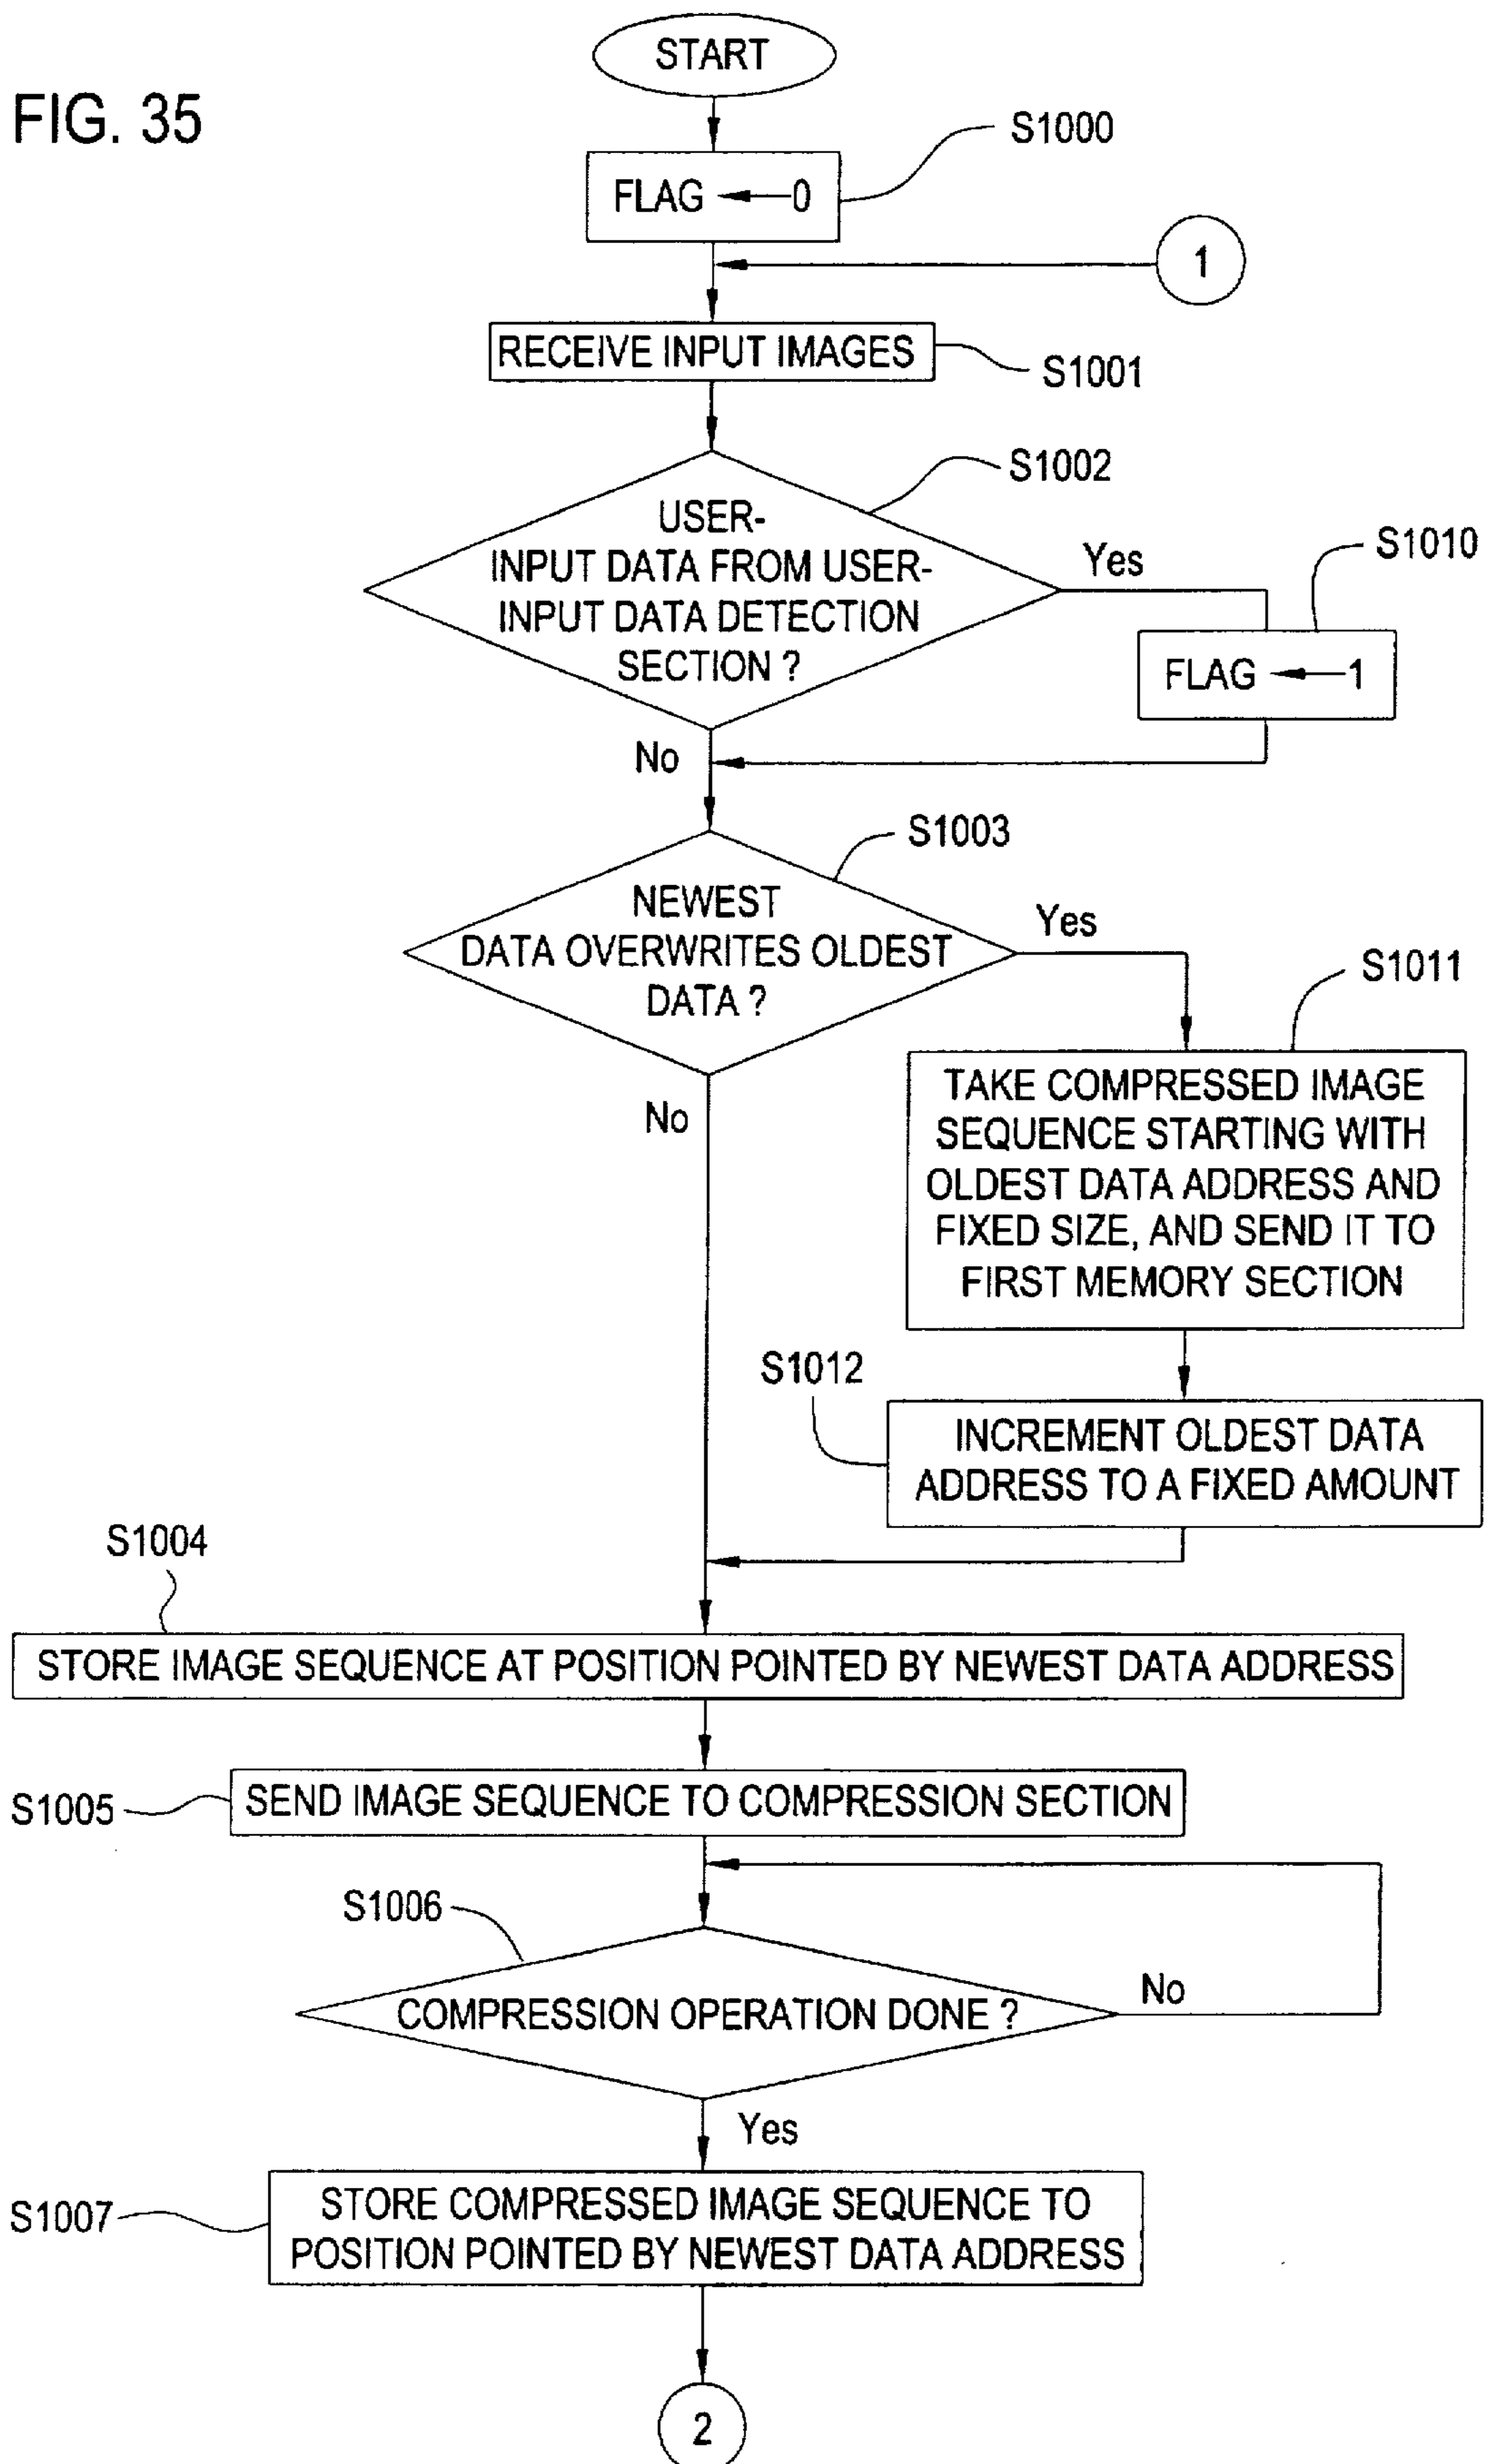 FIG. 35
START
S1000
FLAG ← 0
1
RECEIVE INPUT IMAGES
S1001
S1002
USER-
INPUT DATA FROM USER-
INPUT DATA DETECTION
SECTION ?
Yes
S1010
FLAG ← 1
No
S1003
NEWEST
DATA OVERWRITES OLDEST
DATA ?
Yes
S1011
No
TAKE COMPRESSED IMAGE
SEQUENCE STARTING WITH
OLDEST DATA ADDRESS AND
FIXED SIZE, AND SEND IT TO
FIRST MEMORY SECTION
S1012
INCREMENT OLDEST DATA
ADDRESS TO A FIXED AMOUNT
S1004
STORE IMAGE SEQUENCE AT POSITION POINTED BY NEWEST DATA ADDRESS
S1005
SEND IMAGE SEQUENCE TO COMPRESSION SECTION
S1006
COMPRESSION OPERATION DONE ?
No
Yes
S1007
STORE COMPRESSED IMAGE SEQUENCE TO
POSITION POINTED BY NEWEST DATA ADDRESS
2